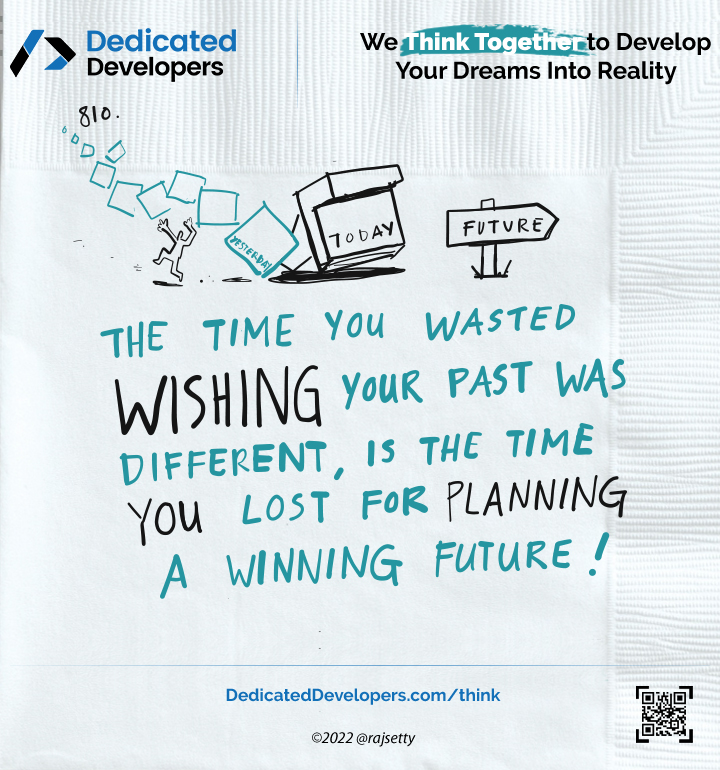 Dedicated
Developers
We Think Together to Develop
Your Dreams Into Reality
810.
YESTERDAY
TODAY
FUTURE
THE TIME YOU WASTED
WISHING YOUR PAST WAS
DIFFERENT, IS THE TIME
YOU LOST FOR PLANNING
A WINNING FUTURE!
DedicatedDevelopers.com/think
©2022 @rajsetty